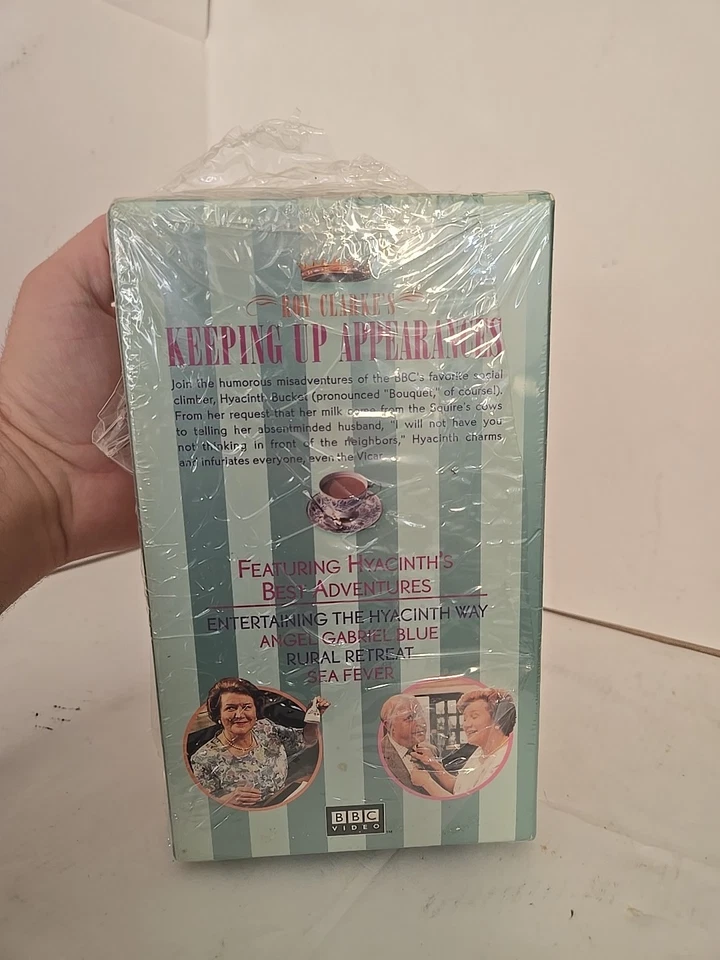 ROY CLARKE'S
KEEPING UP APPEARANCES
Join the humorous misadventures of the BBC's favorite social
climber, Hyacinth Bucket (pronounced "Bouquet," of course!).
From her request that her milk come from the Squire's cows
to telling her absentminded husband, "I will not have you
not thinking in front of the neighbors," Hyacinth charms
and infuriates everyone, even the Vicar.
FEATURING HYACINTH'S
BEST ADVENTURES
ENTERTAINING THE HYACINTH WAY
ANGEL GABRIEL BLUE
RURAL RETREAT
SEA FEVER
BBC
VIDEO™